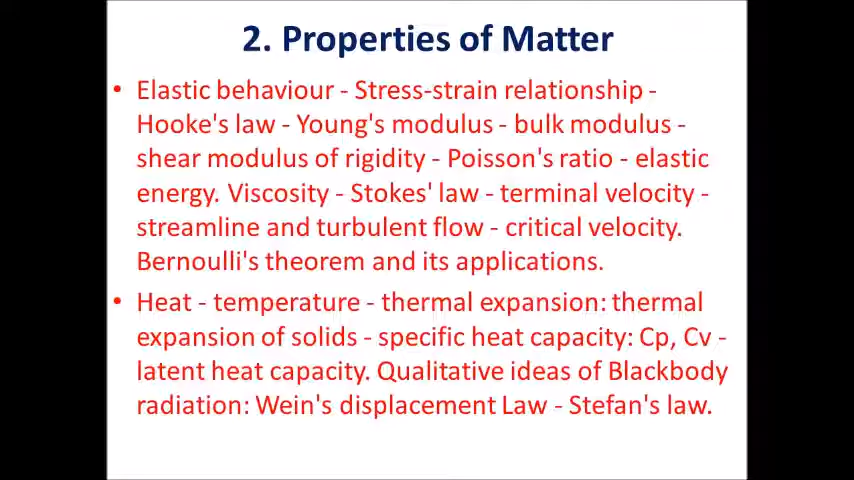 2. Properties of Matter
• Elastic behaviour - Stress-strain relationship -
Hooke's law - Young's modulus - bulk modulus -
shear modulus of rigidity - Poisson's ratio - elastic
energy. Viscosity - Stokes' law - terminal velocity -
streamline and turbulent flow - critical velocity.
Bernoulli's theorem and its applications.
• Heat - temperature - thermal expansion: thermal
expansion of solids - specific heat capacity: Cp, Cv -
latent heat capacity. Qualitative ideas of Blackbody
radiation: Wein's displacement Law - Stefan's law.